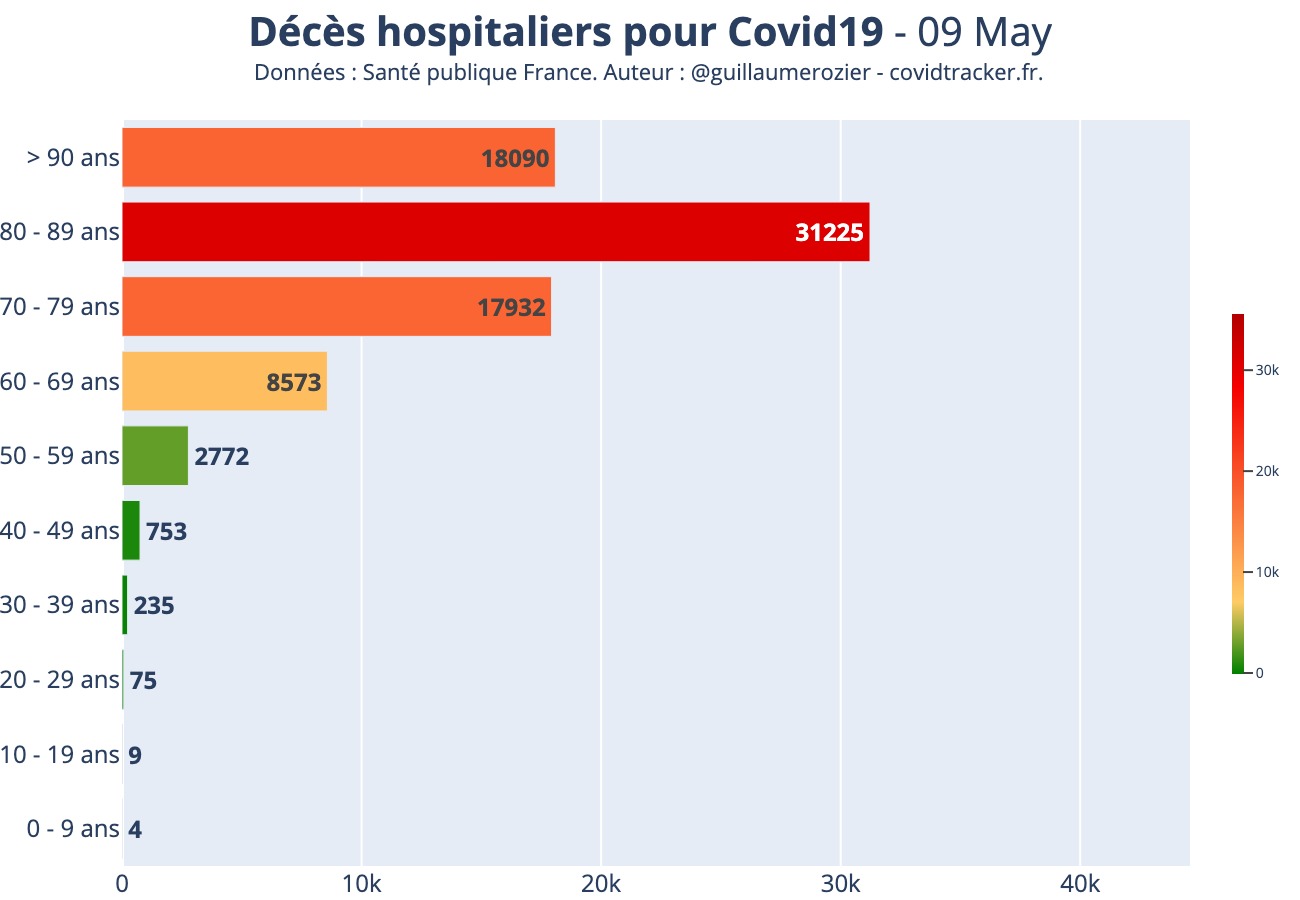 Décès hospitaliers pour Covid19 - 09 May
Données : Santé publique France. Auteur : @guillaumerozier - covidtracker.fr.
> 90 ans 18090
80 - 89 ans 31225
70 - 79 ans 17932
60 - 69 ans 8573
50 - 59 ans 2772
40 - 49 ans 753
30 - 39 ans 235
20 - 29 ans 75
10 - 19 ans 9
0 - 9 ans 4
0 10k 20k 30k 40k
30k
20k
10k
0